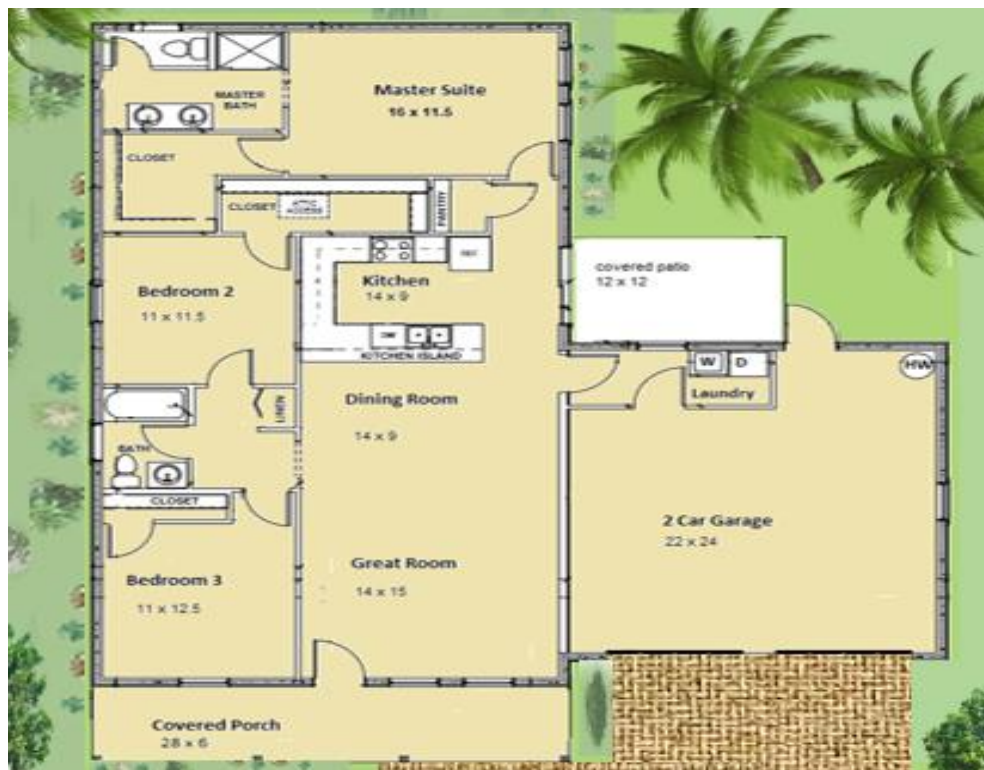 MASTER
BATH
Master Suite
16 x 11.5
CLOSET
CLOSET
ATTIC
ACCESS
PANTRY
REF
Kitchen
14 x 9
covered patio
12 x 12
Bedroom 2
11 x 11.5
DW
KITCHEN ISLAND
W
D
HW
Laundry
LINEN
Dining Room
14 x 9
BATH
CLOSET
2 Car Garage
22 x 24
Great Room
14 x 15
Bedroom 3
11 x 12.5
Covered Porch
28 x 6